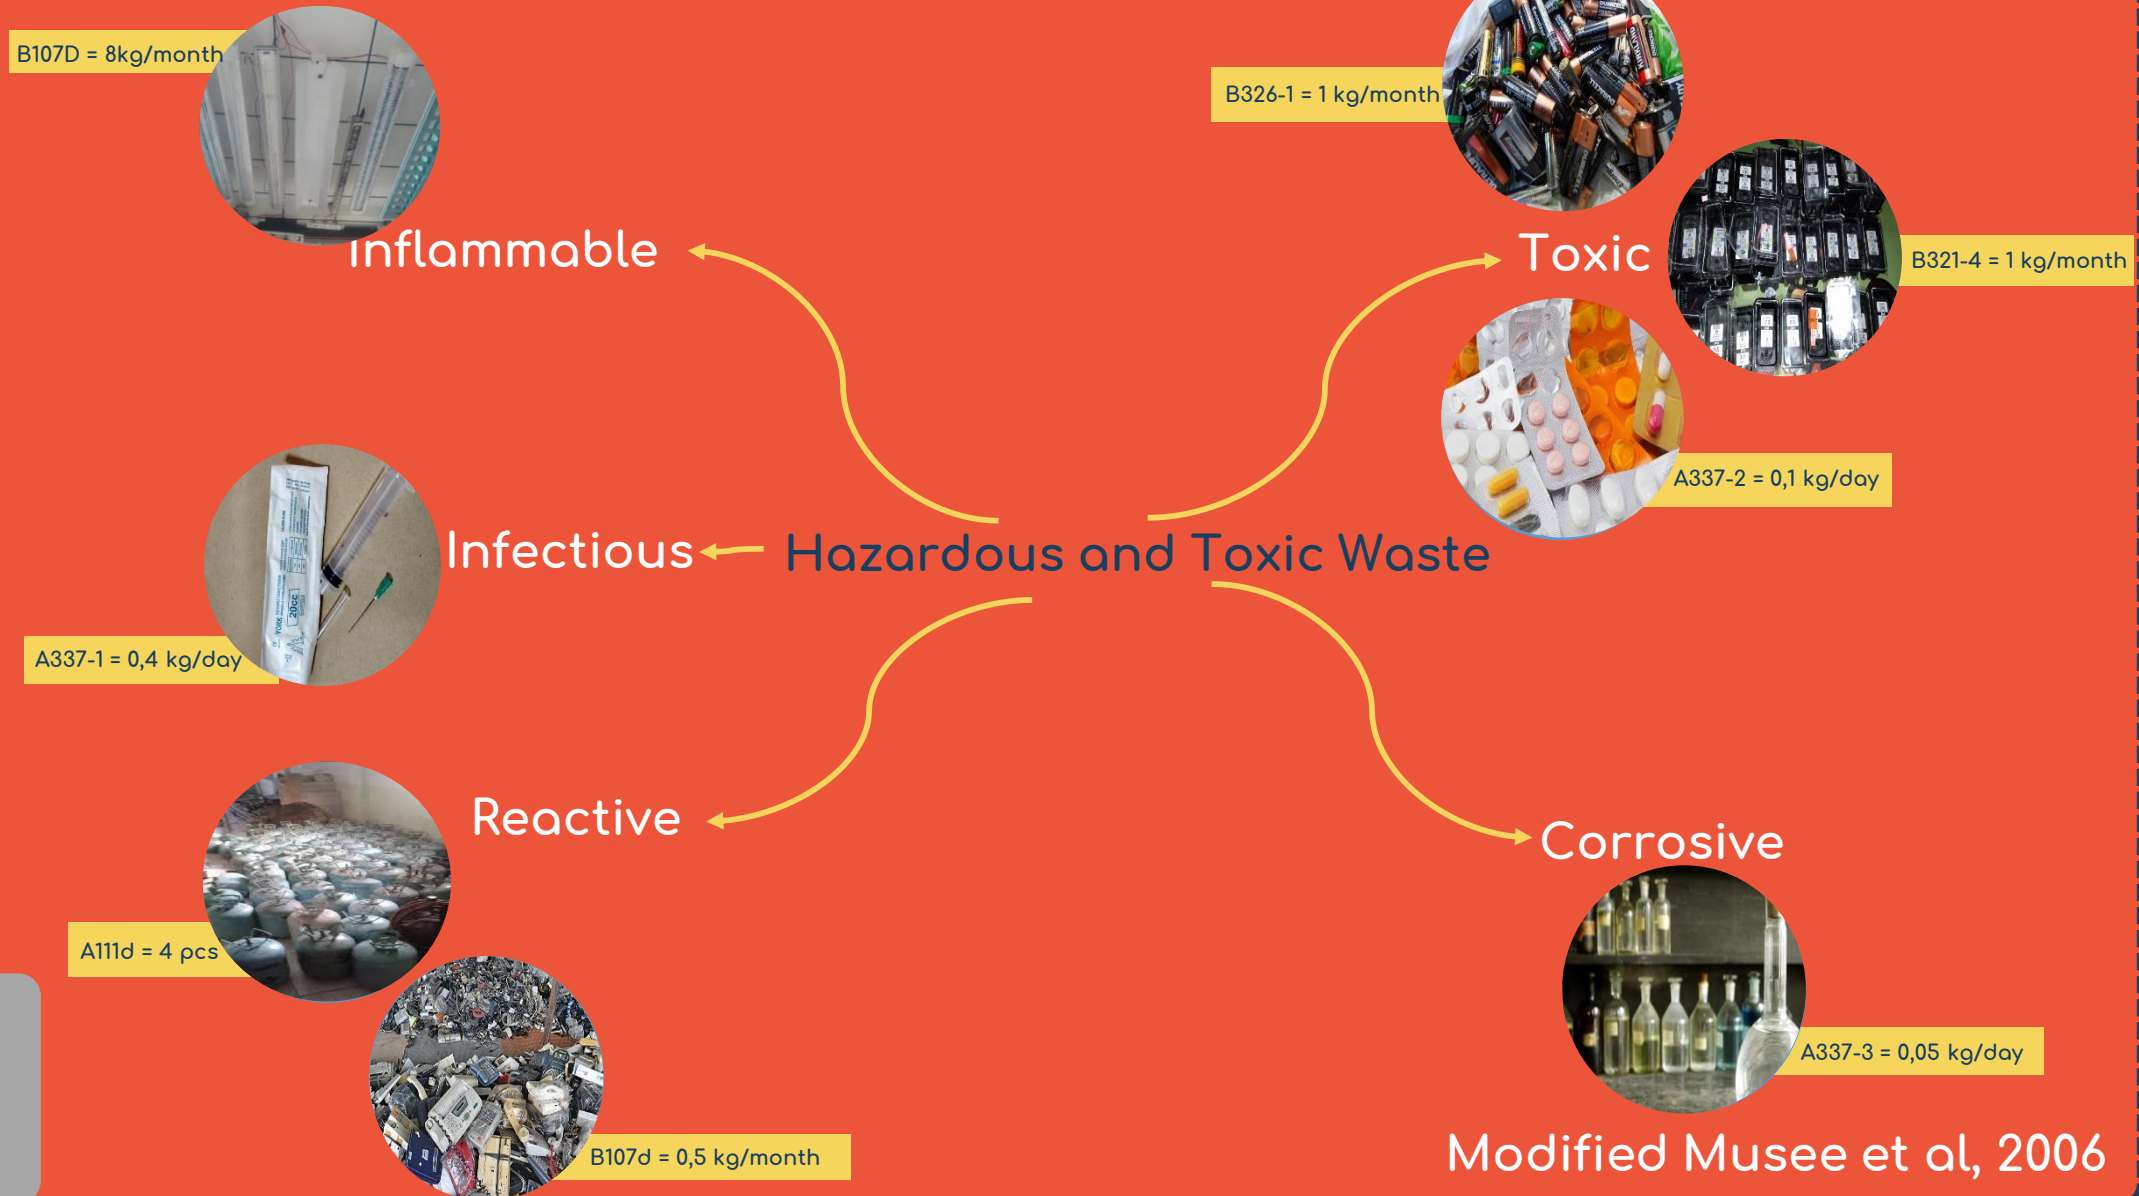 B107D = 8kg/month
Inflammable
B326-1 = 1 kg/month
Toxic
B321-4 = 1 kg/month
A337-2 = 0,1 kg/day
Infectious
Hazardous and Toxic Waste
20cc
A337-1 = 0,4 kg/day
Reactive
A111d = 4 pcs
B107d = 0,5 kg/month
Corrosive
A337-3 = 0,05 kg/day
Modified Musee et al, 2006